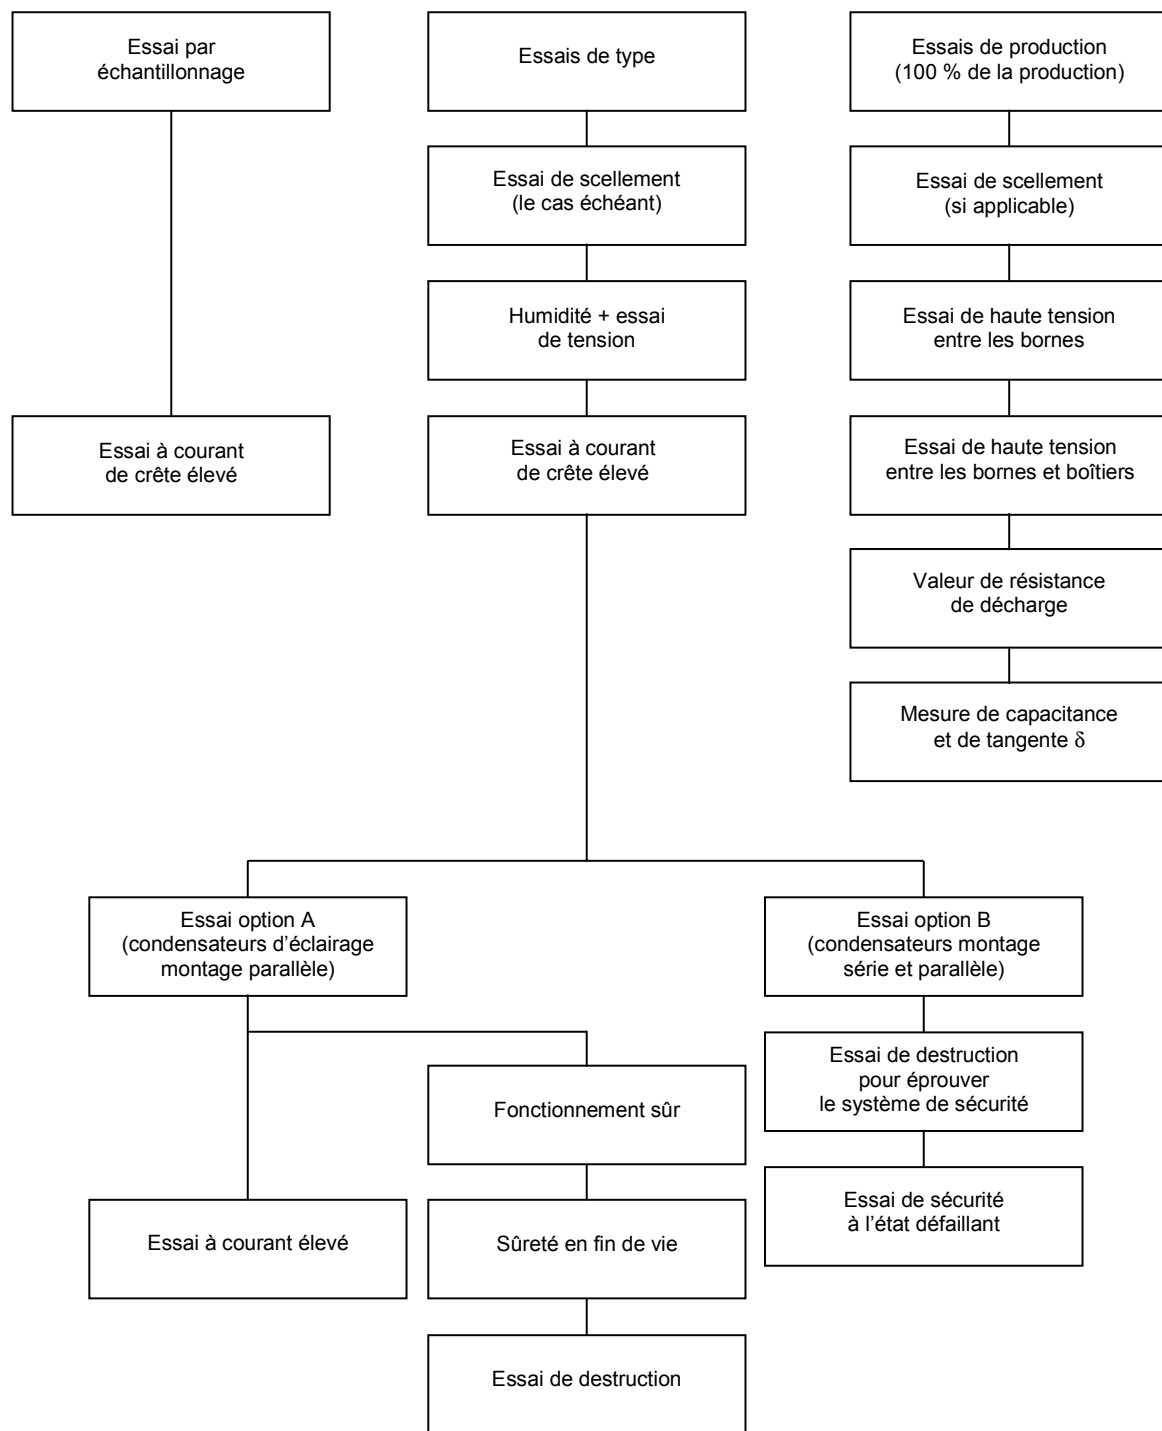 Essai par
échantillonnage
Essais de type
Essais de production
(100 % de la production)
Essai de scellement
(le cas échéant)
Essai de scellement
(si applicable)
Humidité + essai
de tension
Essai de haute tension
entre les bornes
Essai à courant
de crête élevé
Essai à courant
de crête élevé
Essai de haute tension
entre les bornes et boîtiers
Valeur de résistance
de décharge
Mesure de capacitance
et de tangente δ
Essai option A
(condensateurs d’éclairage
montage parallèle)
Essai option B
(condensateurs montage
série et parallèle)
Essai de destruction
pour éprouver
le système de sécurité
Fonctionnement sûr
Essai de sécurité
à l’état défaillant
Essai à courant élevé
Sûreté en fin de vie
Essai de destruction